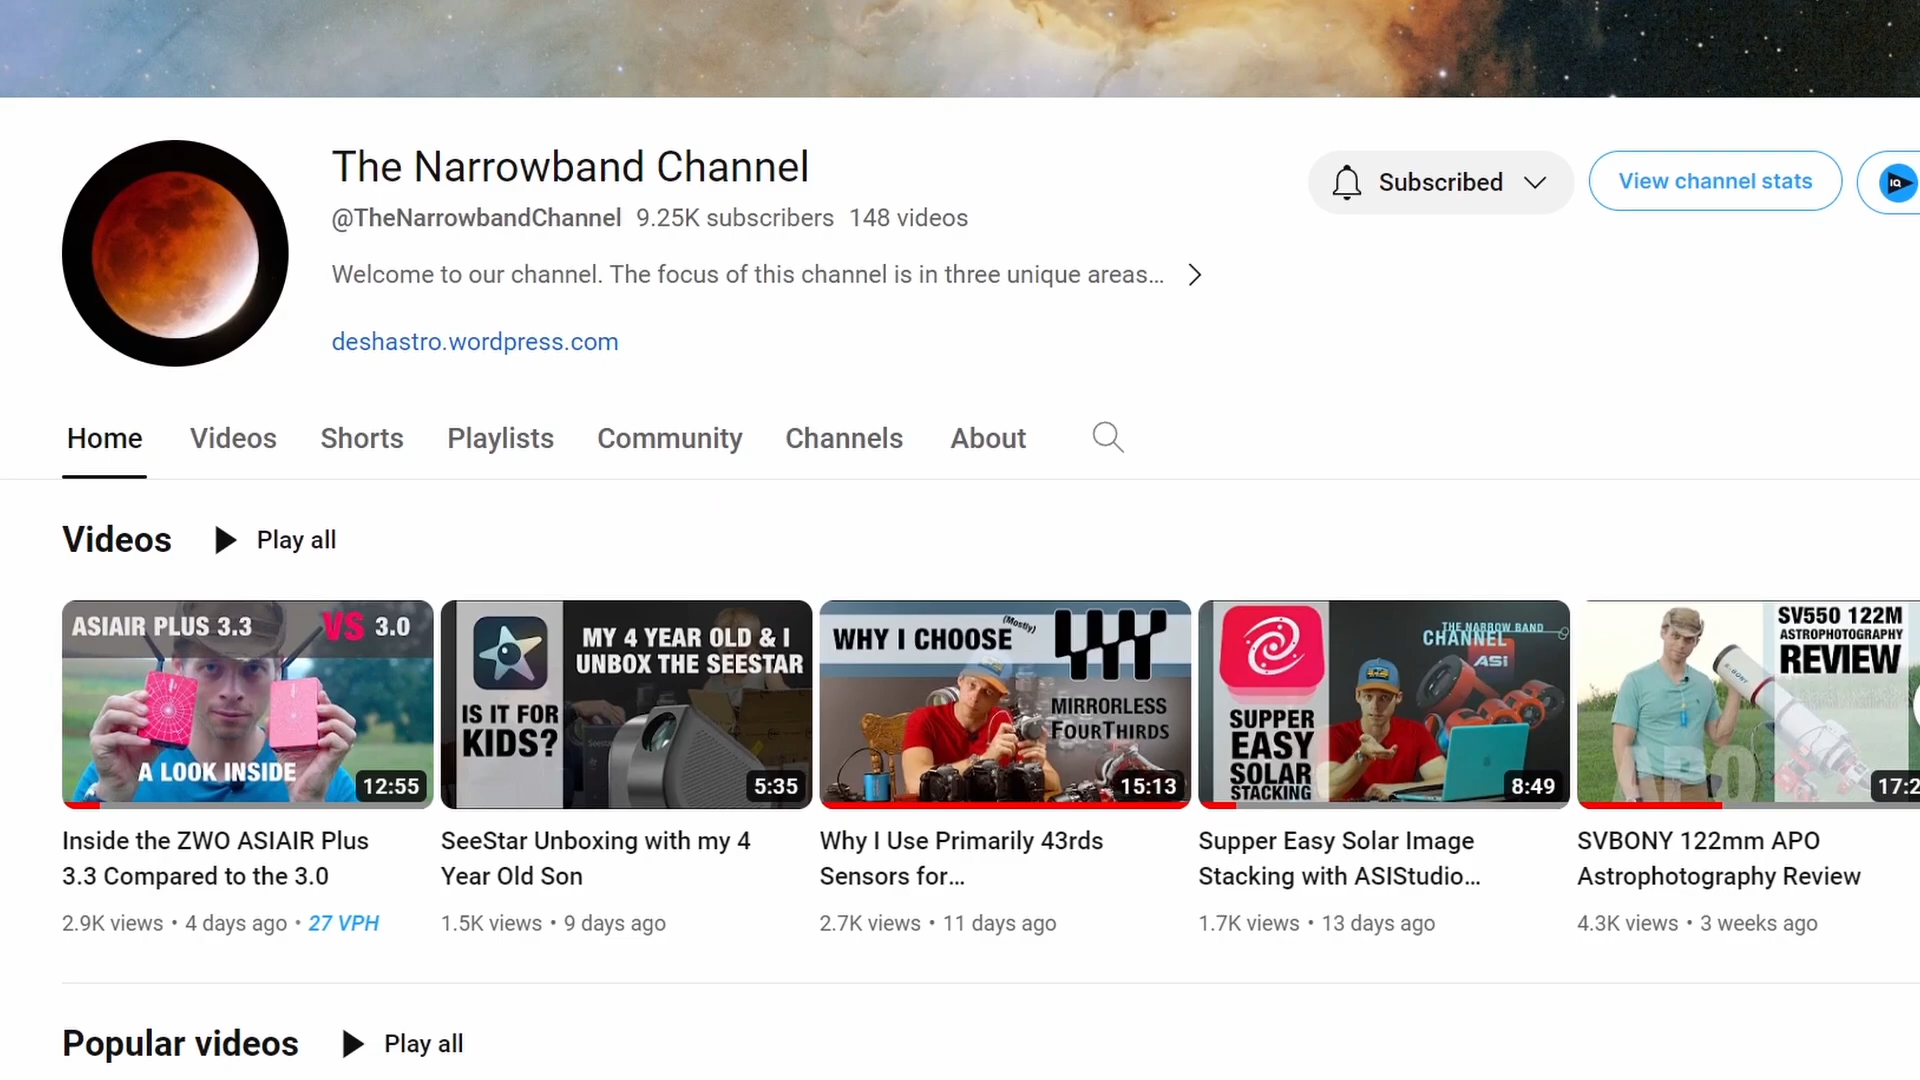 The Narrowband Channel
@TheNarrowbandChannel 9.25K subscribers 148 videos
Welcome to our channel. The focus of this channel is in three unique areas...
deshastro.wordpress.com
Subscribed
View channel stats
IQ
Home Videos Shorts Playlists Community Channels About
Videos Play all
ASIAIR PLUS 3.3 VS 3.0
A LOOK INSIDE
12:55
MY 4 YEAR OLD & I
UNBOX THE SEESTAR
IS IT FOR
KIDS?
5:35
WHY I CHOOSE (Mostly)
MIRRORLESS
FOURTHIRDS
15:13
THE NARROW BAND
CHANNEL
ASI
SUPPER
EASY
SOLAR
STACKING
8:49
SV550 122M
ASTROPHOTOGRAPHY
REVIEW
SVBONY
APO
17:2
Inside the ZWO ASIAIR Plus
3.3 Compared to the 3.0
2.9K views • 4 days ago • 27 VPH
SeeStar Unboxing with my 4
Year Old Son
1.5K views • 9 days ago
Why I Use Primarily 43rds
Sensors for...
2.7K views • 11 days ago
Supper Easy Solar Image
Stacking with ASIStudio...
1.7K views • 13 days ago
SVBONY 122mm APO
Astrophotography Review
4.3K views • 3 weeks ago
Popular videos Play all